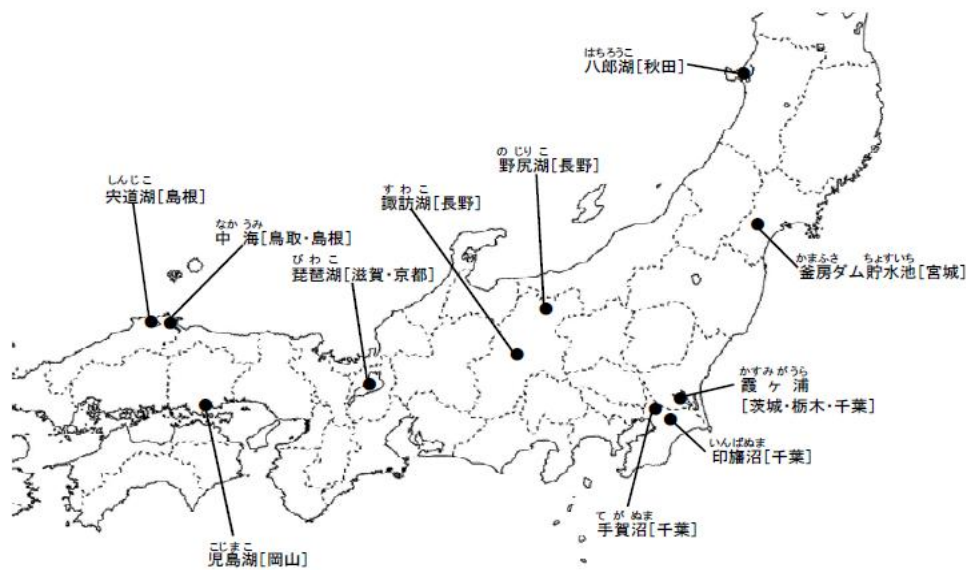 はちろうこ
八郎湖[秋田]
の じり こ
野尻湖[長野]
しんじこ
宍道湖[島根]
す わ こ
諏訪湖[長野]
なか うみ
中 海[鳥取・島根]
びわこ
琵琶湖[滋賀・京都]
かまふさ ちょすいち
釜房ダム貯水池[宮城]
かすみがうら
霞ヶ浦
[茨城・栃木・千葉]
いんばぬま
印旛沼[千葉]
て が ぬま
手賀沼[千葉]
こじまこ
児島湖[岡山]